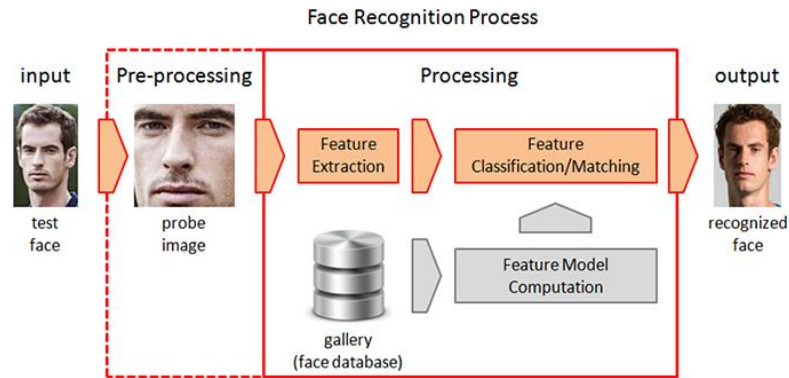 Face Recognition Process
input
Pre-processing
Processing
output
Feature
Extraction
Feature
Classification/Matching
test
face
probe
image
recognized
face
Feature Model
Computation
gallery
(face database)